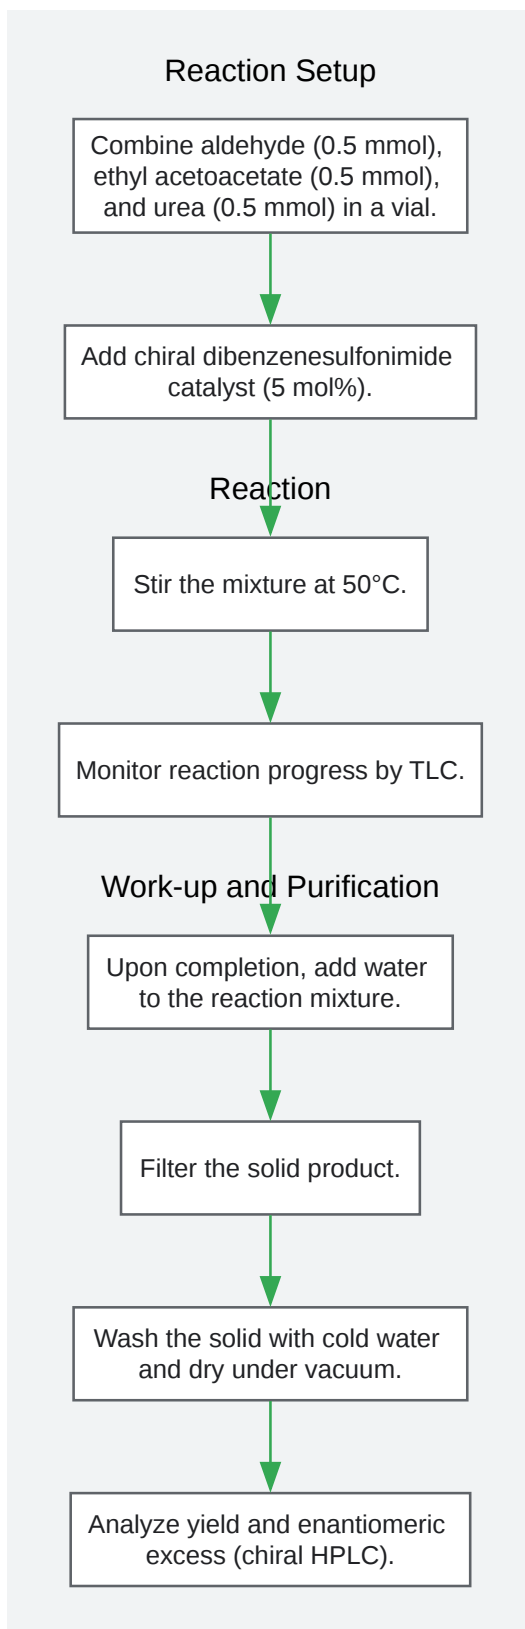 Reaction Setup
Combine aldehyde (0.5 mmol),
ethyl acetoacetate (0.5 mmol),
and urea (0.5 mmol) in a vial.
Add chiral dibenzenesulfonimide
catalyst (5 mol%).
Reaction
Stir the mixture at 50°C.
Monitor reaction progress by TLC.
Work-up and Purification
Upon completion, add water
to the reaction mixture.
Filter the solid product.
Wash the solid with cold water
and dry under vacuum.
Analyze yield and enantiomeric
excess (chiral HPLC).